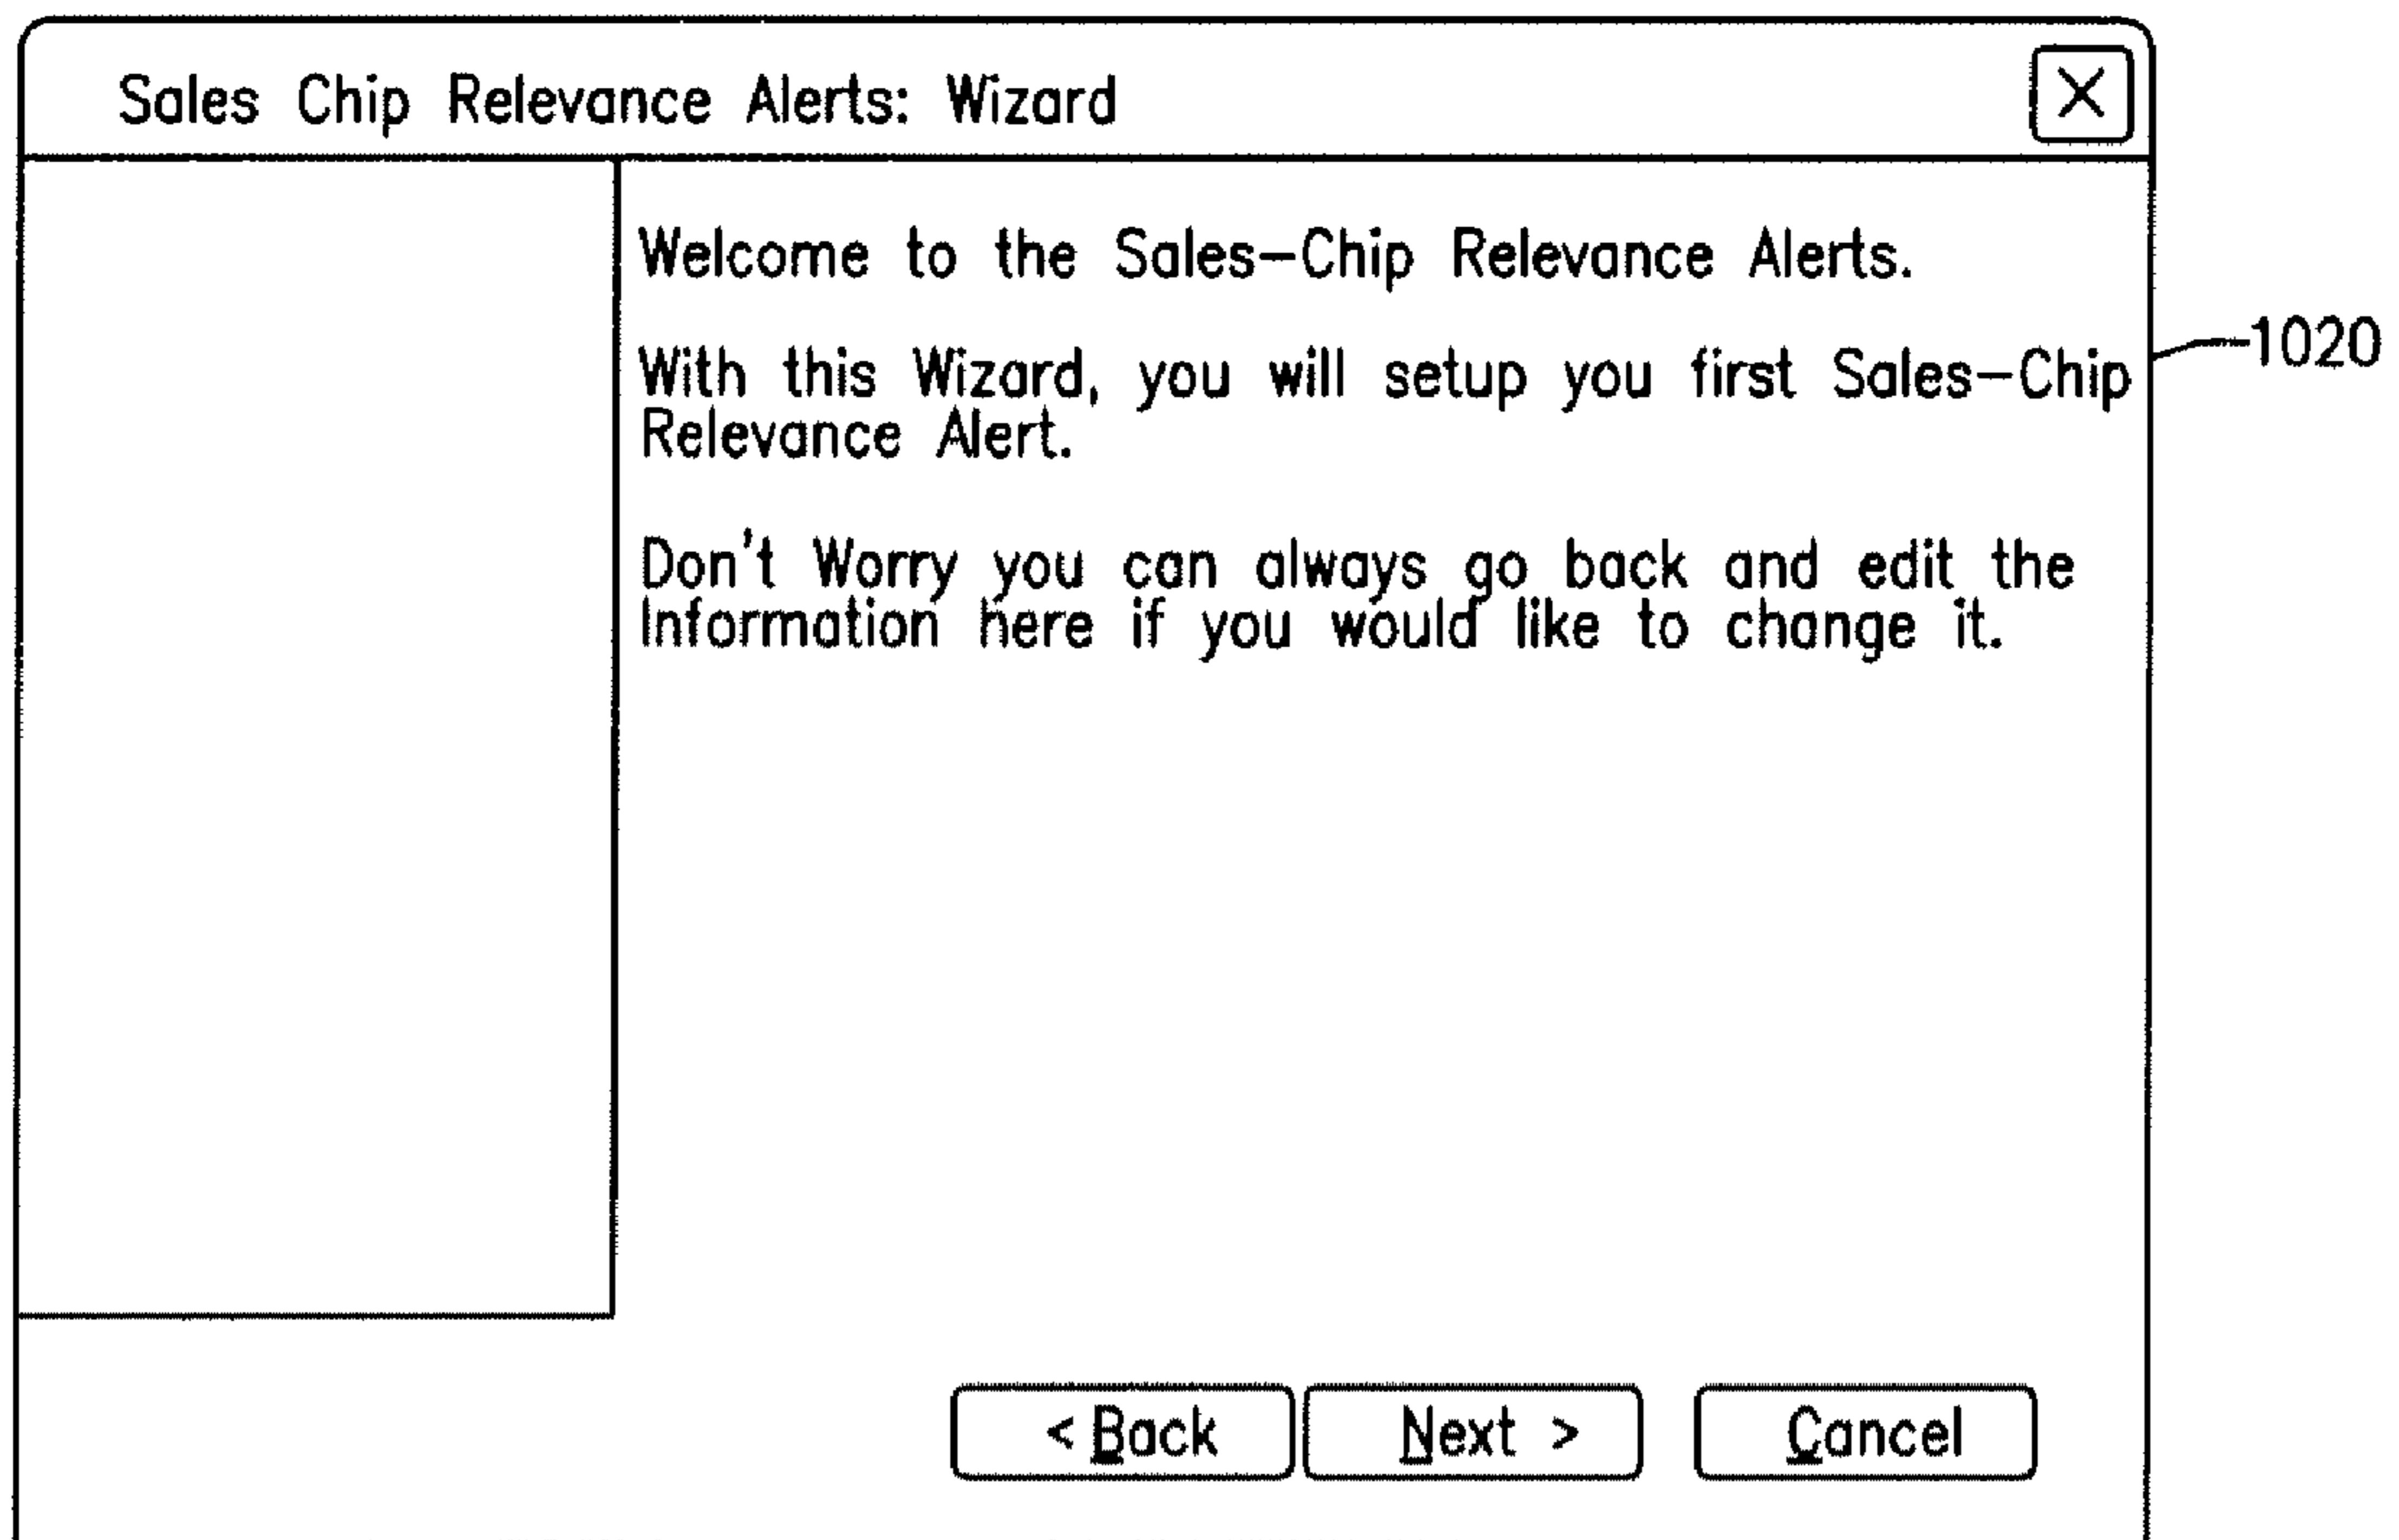 Sales Chip Relevance Alerts: Wizard
X
Welcome to the Sales-Chip Relevance Alerts.
With this Wizard, you will setup you first Sales-Chip
Relevance Alert.
1020
Don't Worry you can always go back and edit the
Information here if you would like to change it.
< Back
Next >
Cancel